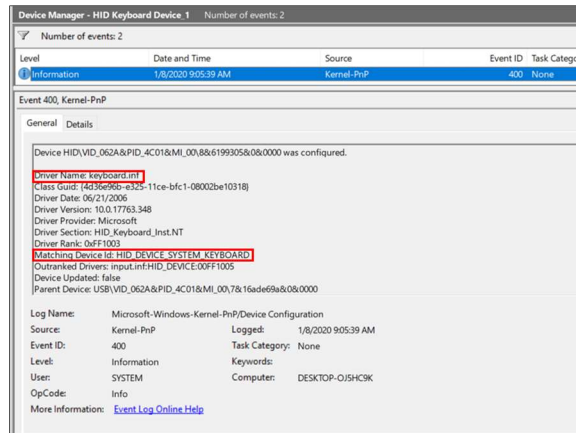 Device Manager - HID Keyboard Device_1 Number of events: 2
Number of events: 2
Level Date and Time Source Event ID Task Catego
Information 1/8/2020 9:05:39 AM Kernel-PnP 400 None
Event 400, Kernel-PnP
General Details
Device HID\VID_062A&PID_4C01&MI_00\8&6199305&0&0000 was configured.
Driver Name: keyboard.inf
Class Guid: {4d36e96b-e325-11ce-bfc1-08002be10318}
Driver Date: 06/21/2006
Driver Version: 10.0.17763.348
Driver Provider: Microsoft
Driver Section: HID_Keyboard_Inst.NT
Driver Rank: 0xFF1003
Matching Device Id: HID_DEVICE_SYSTEM_KEYBOARD
Outranked Drivers: input.inf:HID_DEVICE:00FF1005
Device Updated: false
Parent Device: USB\VID_062A&PID_4C01&MI_00\7&16ade69a&0&0000
Log Name: Microsoft-Windows-Kernel-PnP/Device Configuration
Source: Kernel-PnP Logged: 1/8/2020 9:05:39 AM
Event ID: 400 Task Category: None
Level: Information Keywords:
User: SYSTEM Computer: DESKTOP-OJ5HC9K
OpCode: Info
More Information: Event Log Online Help